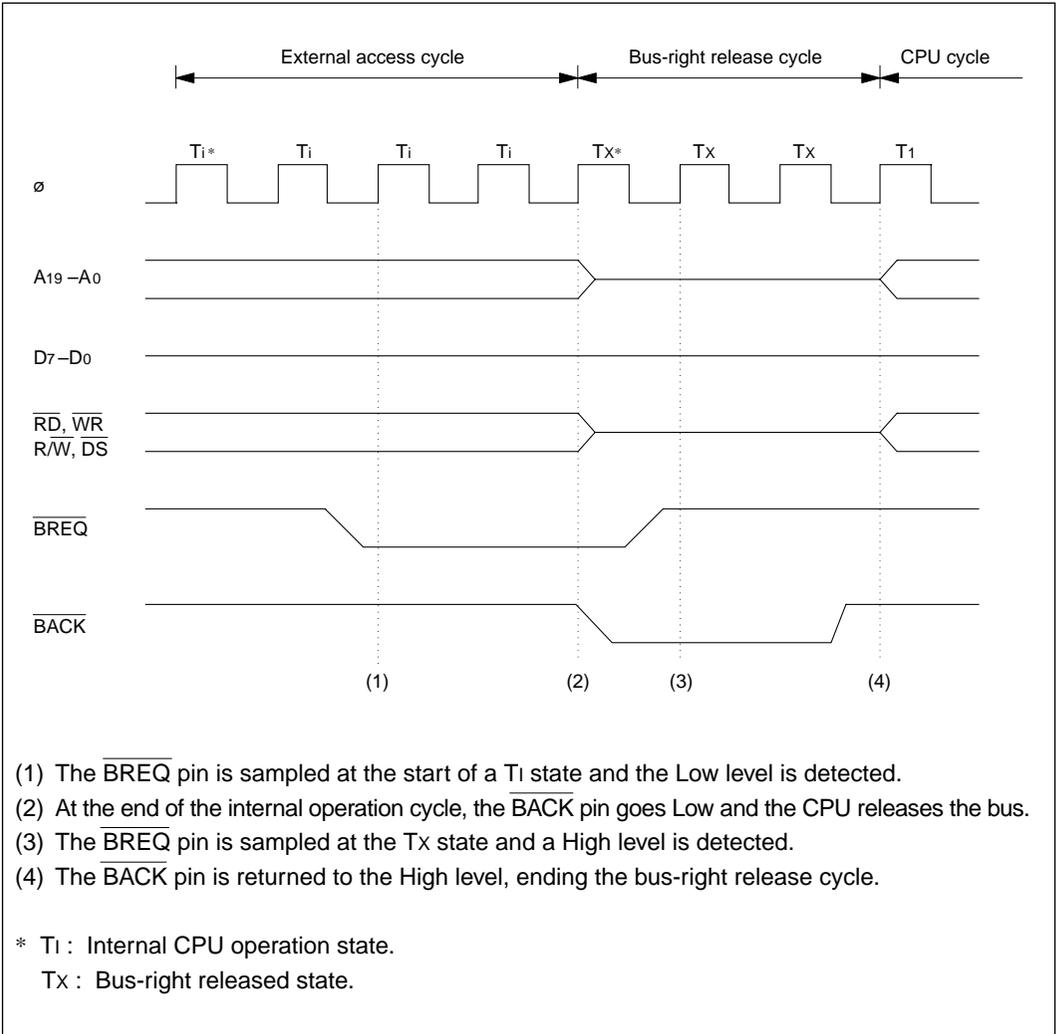 External access cycle Bus-right release cycle CPU cycle
Ti* Ti Ti Ti Tx* Tx Tx T1
ø
A19 –A0
D7–D0
RD, WR
R/W, DS
BREQ
BACK
(1) (2) (3) (4)
(1) The BREQ pin is sampled at the start of a TI state and the Low level is detected.
(2) At the end of the internal operation cycle, the BACK pin goes Low and the CPU releases the bus.
(3) The BREQ pin is sampled at the Tx state and a High level is detected.
(4) The BACK pin is returned to the High level, ending the bus-right release cycle.
* TI : Internal CPU operation state.
Tx : Bus-right released state.